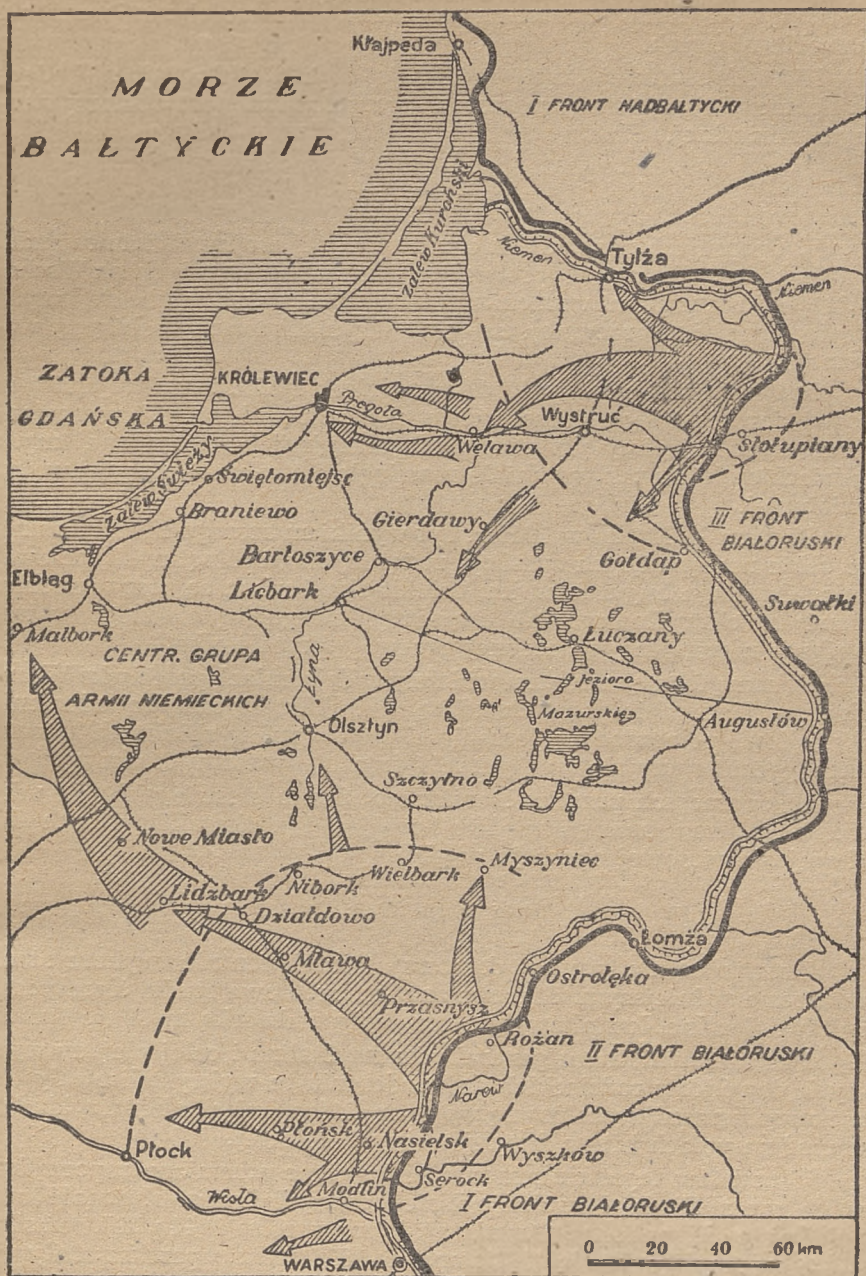 Kłajpeda
MORZE
BAŁTYCKIE
I FRONT NADBAŁTYCKI
Zalew Kuroński
Niemen
Tylża
Niemen
ZATOKA
GDAŃSKA
KRÓLEWIEC
Pregoła
Welawa
Wystruć
Stołupiany
Zalew Świeży
Świętomiejsc
Braniewo
Gierdawy
III FRONT
BIAŁORUSKI
Bartoszyce
Gołdap
Elbląg
Licbark
Suwałki
Malbork
Łuczany
CENTR. GRUPA
ARMII NIEMIECKICH
Łyna
Jeziora
Mazurskie
Olsztyn
Augustów
Szczytno
Nowe Miasto
Wielbark
Myszyniec
Nibork
Lidzbark
Działdowo
Łomża
Mława
Ostrołęka
Przasnysz
Rożan
II FRONT BIAŁORUSKI
Narew
Płońsk
Nasielsk
Płock
Wyszków
Serock
Wisła
Modlin
I FRONT BIAŁORUSKI
WARSZAWA
0 20 40 60 km